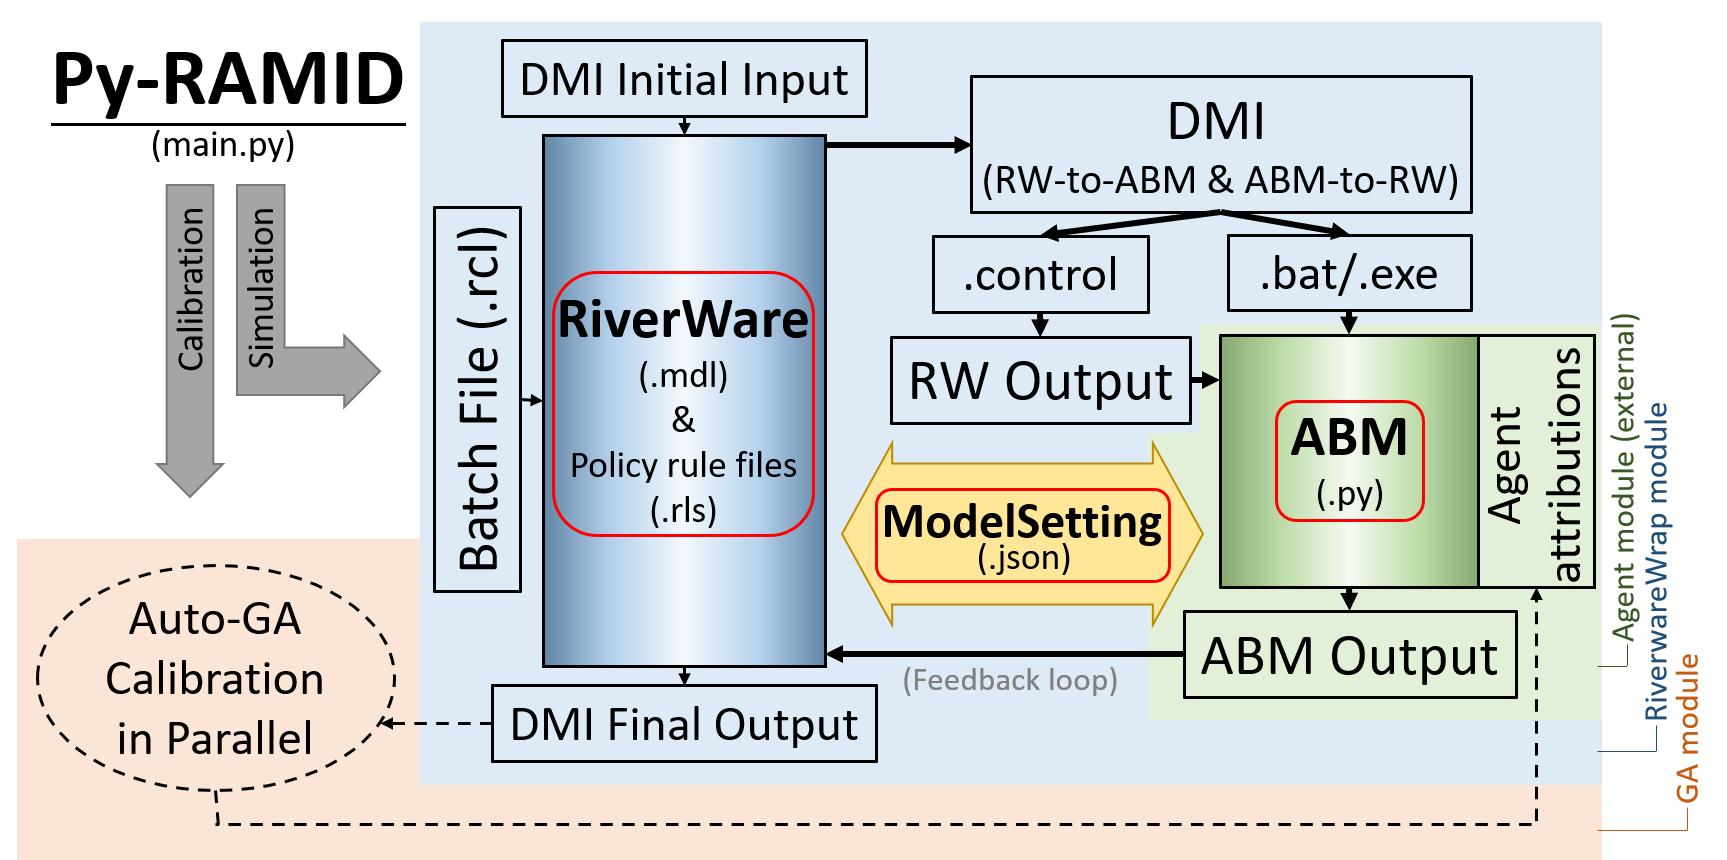 Py-RAMID
(main.py)
Calibration
Simulation
DMI Initial Input
Batch File (.rcl)
RiverWare
(.mdl)
&
Policy rule files
(.rls)
DMI
(RW-to-ABM & ABM-to-RW)
.control
.bat/.exe
RW Output
ABM
(.py)
Agent
attributions
ModelSetting
(.json)
ABM Output
(Feedback loop)
DMI Final Output
Auto-GA
Calibration
in Parallel
Agent module (external)
RiverwareWrap module
GA module